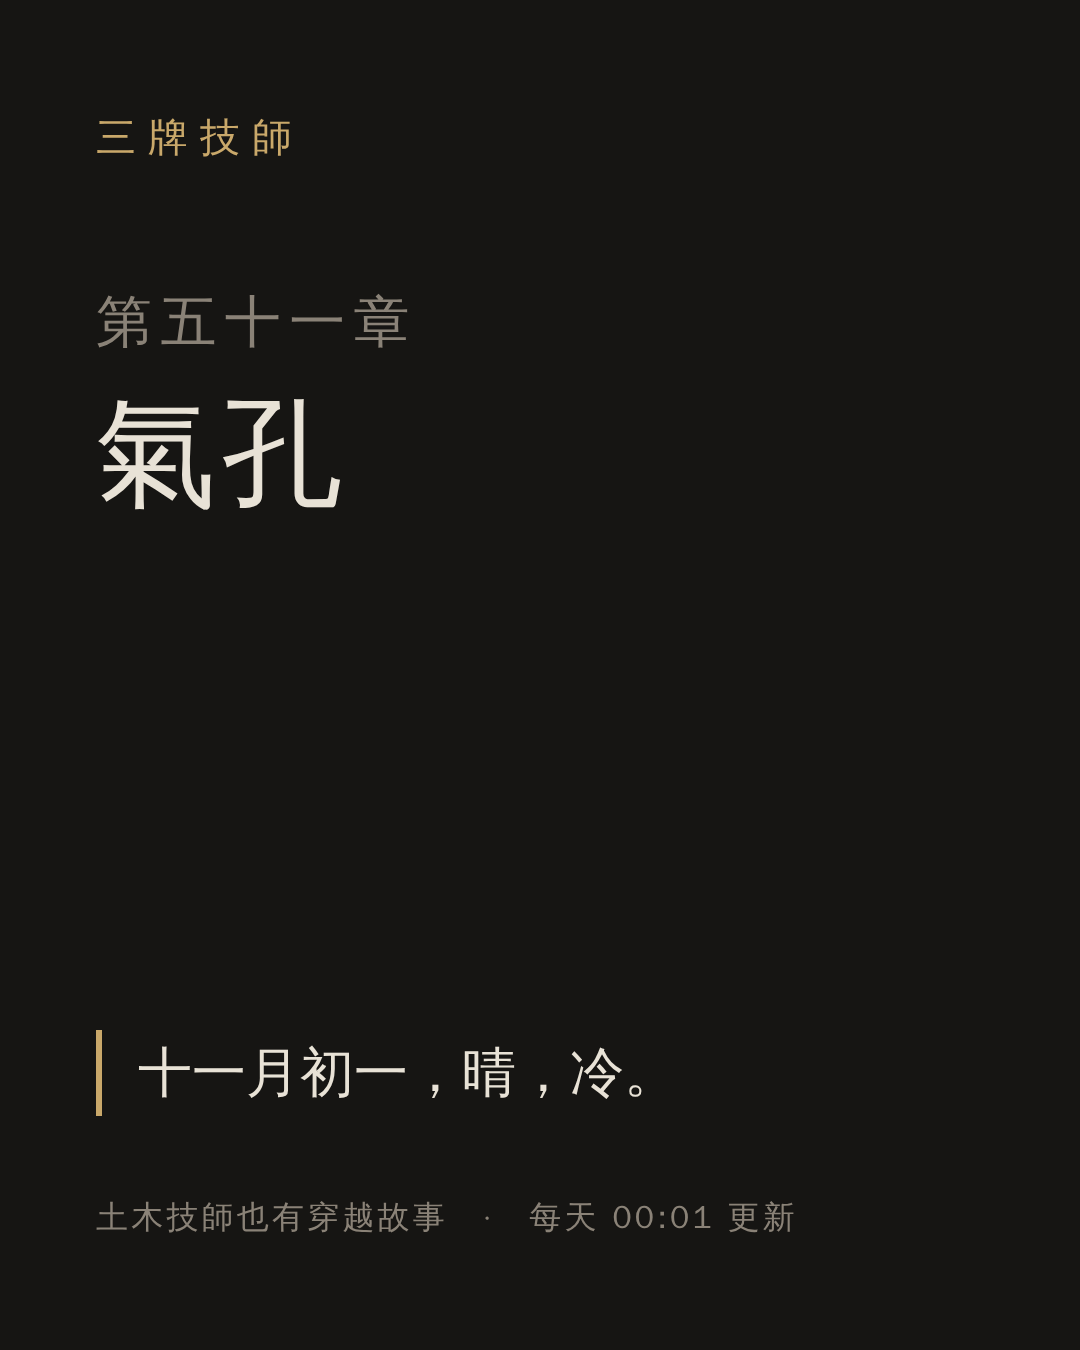 三牌技師
第五十一章
氣孔
十一月初一，晴，冷。
土木技師也有穿越故事 · 每天 00:01 更新